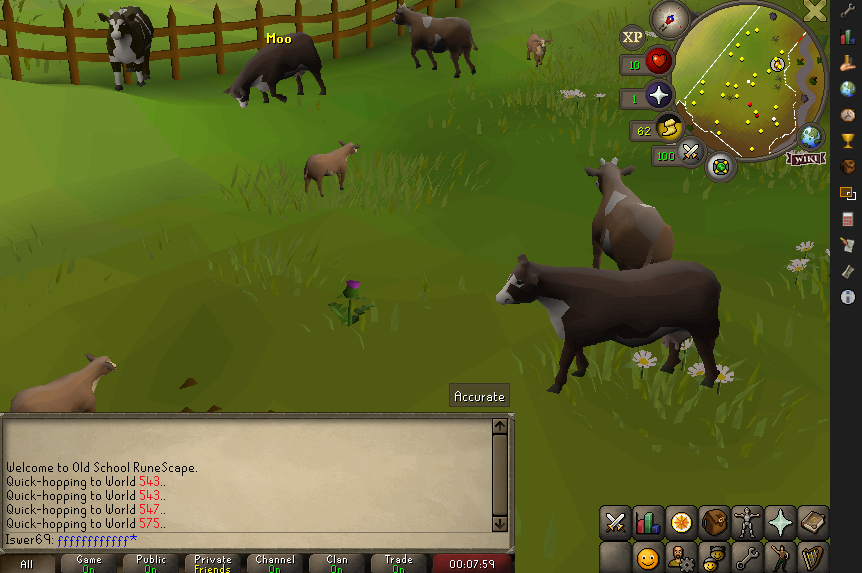 Moo
XP
10
1
62
100
WIKI
Accurate
Welcome to Old School RuneScape.
Quick-hopping to World 543..
Quick-hopping to World 543..
Quick-hopping to World 547..
Quick-hopping to World 575..
Iswer69: ffffffffffff*
All
Game
On
Public
On
Private
Friends
Channel
On
Clan
On
Trade
On
00:07:59